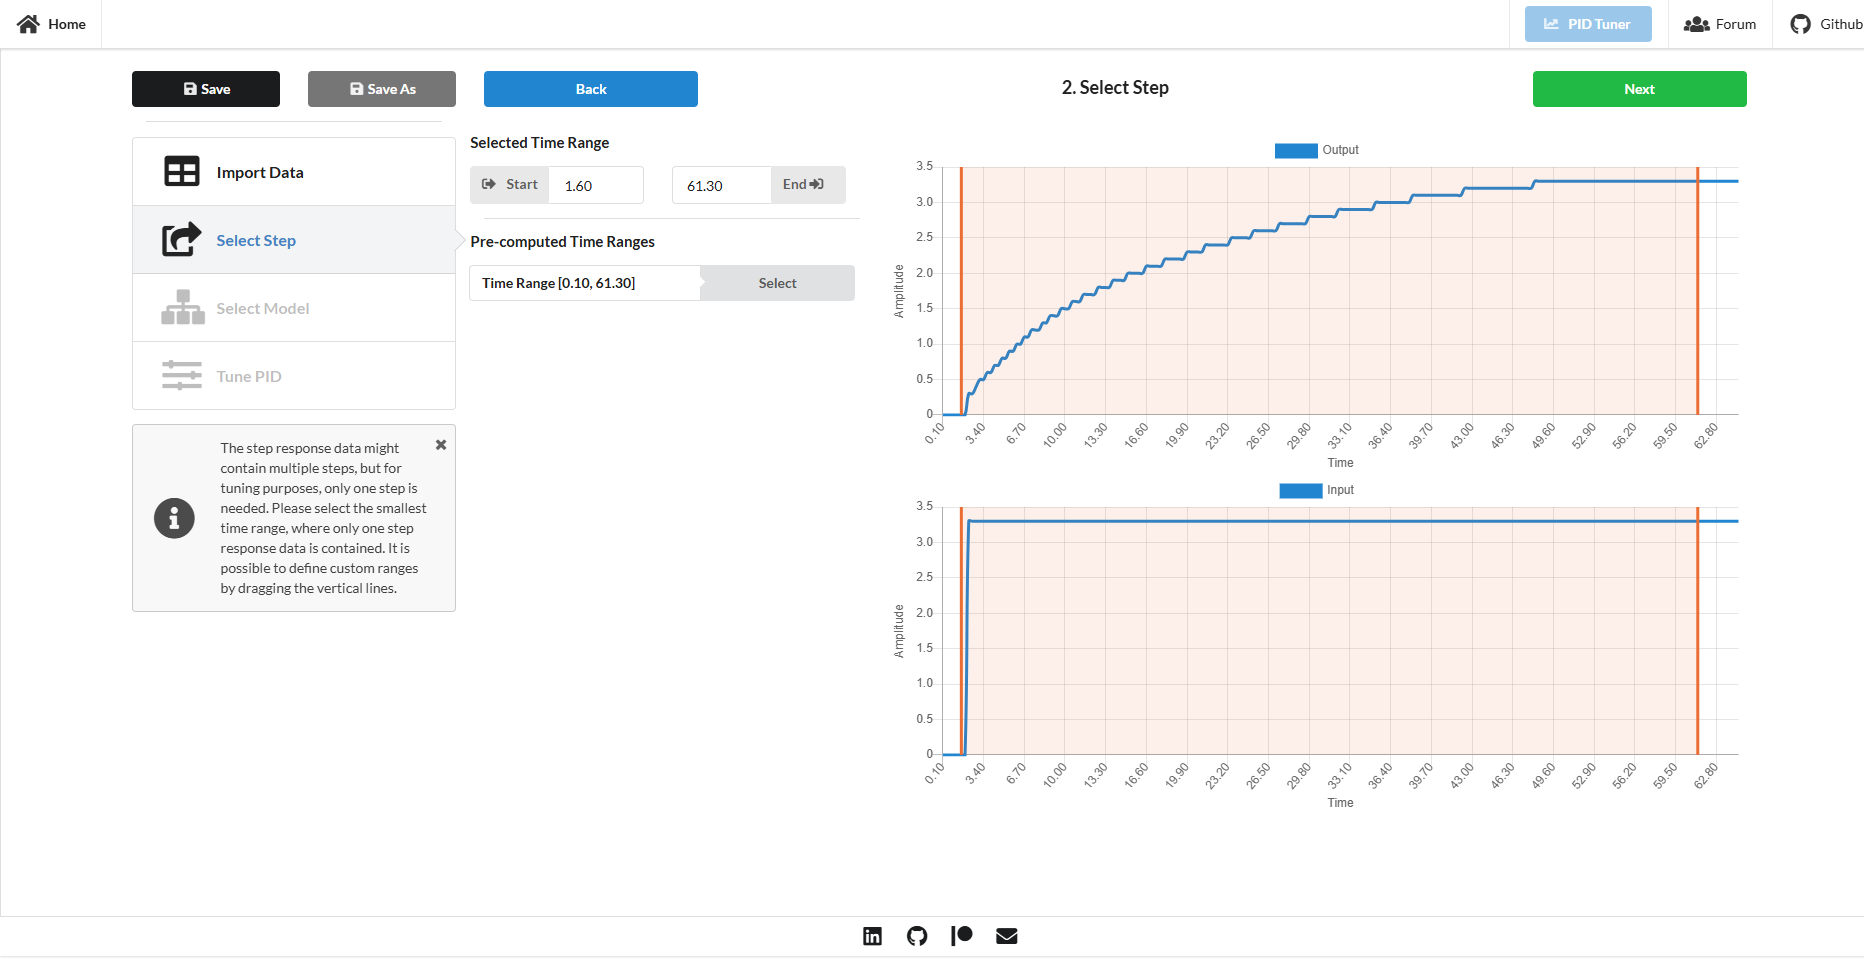 Home
PID Tuner
Forum
Github
Save
Save As
Back
2. Select Step
Next
Import Data
Select Step
Select Model
Tune PID
The step response data might
contain multiple steps, but for
tuning purposes, only one step is
needed. Please select the smallest
time range, where only one step
response data is contained. It is
possible to define custom ranges
by dragging the vertical lines.
Selected Time Range
Start 1.60
61.30 End
Pre-computed Time Ranges
Time Range [0.10, 61.30] Select
Output
3.5
3.0
2.5
2.0
1.5
1.0
0.5
0
Amplitude
0.10 3.40 6.70 10.00 13.30 16.60 19.90 23.20 26.50 29.80 33.10 36.40 39.70 43.00 46.30 49.60 52.90 56.20 59.50 62.80
Time
Input
3.5
3.0
2.5
2.0
1.5
1.0
0.5
0
Amplitude
0.10 3.40 6.70 10.00 13.30 16.60 19.90 23.20 26.50 29.80 33.10 36.40 39.70 43.00 46.30 49.60 52.90 56.20 59.50 62.80
Time